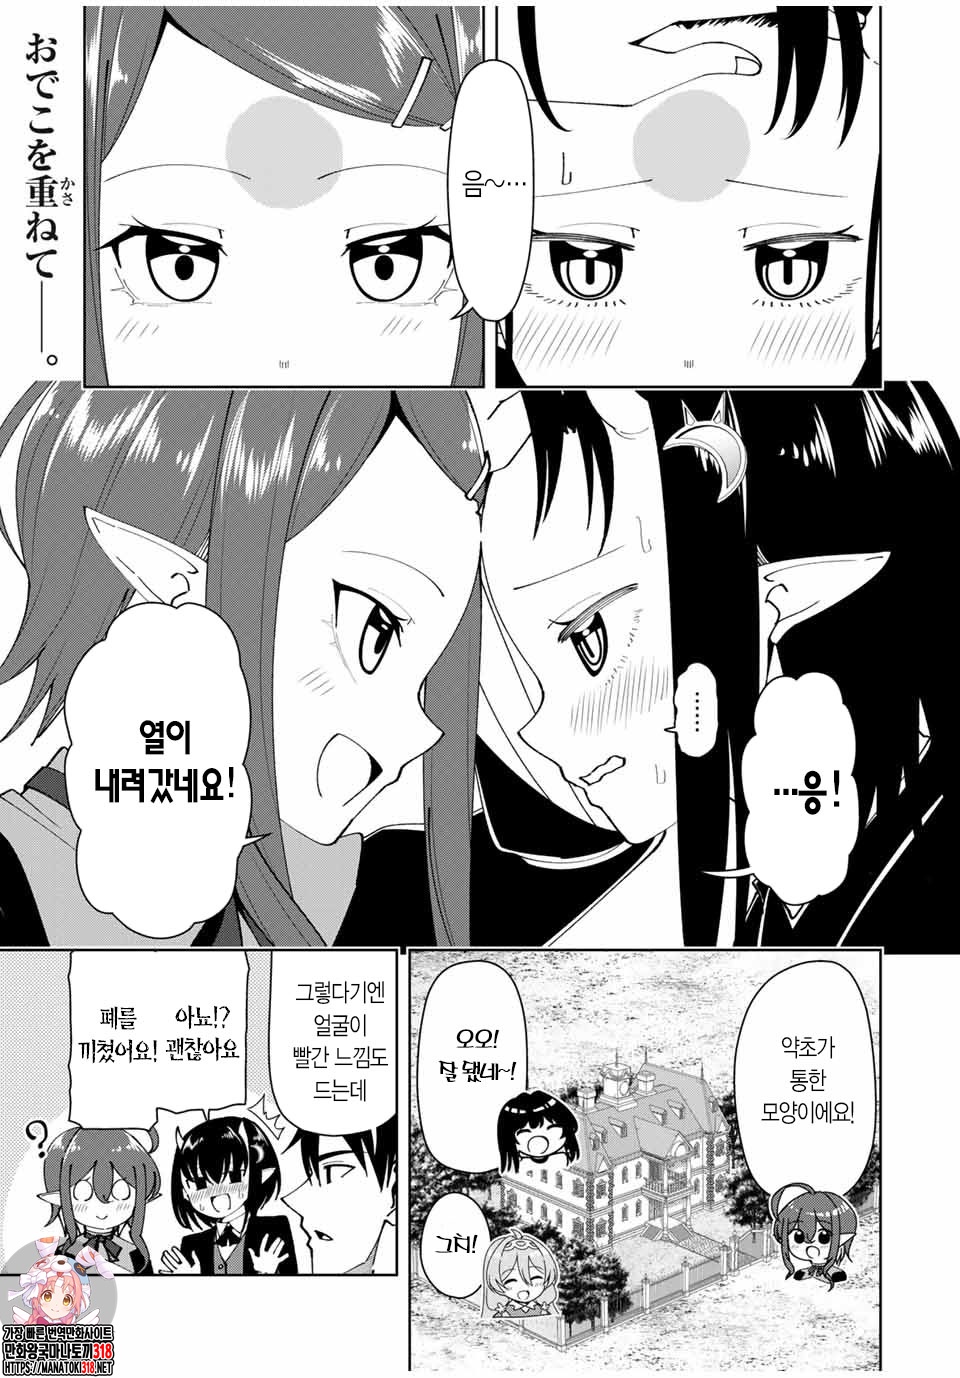 おでこを重ねて――。
かさ
음~…
……
…응!
열이
내려갔네요!
약초가
통한
모양이에요!
오오!
잘 됐네~!
그치!
그렇다기엔
얼굴이
빨간 느낌도
드는데
아뇨!?
괜찮아요
폐를
끼쳤어요!
?
가장 빠른 번역만화사이트
만화왕국마나토끼318
HTTPS://MANATOKI318.NET